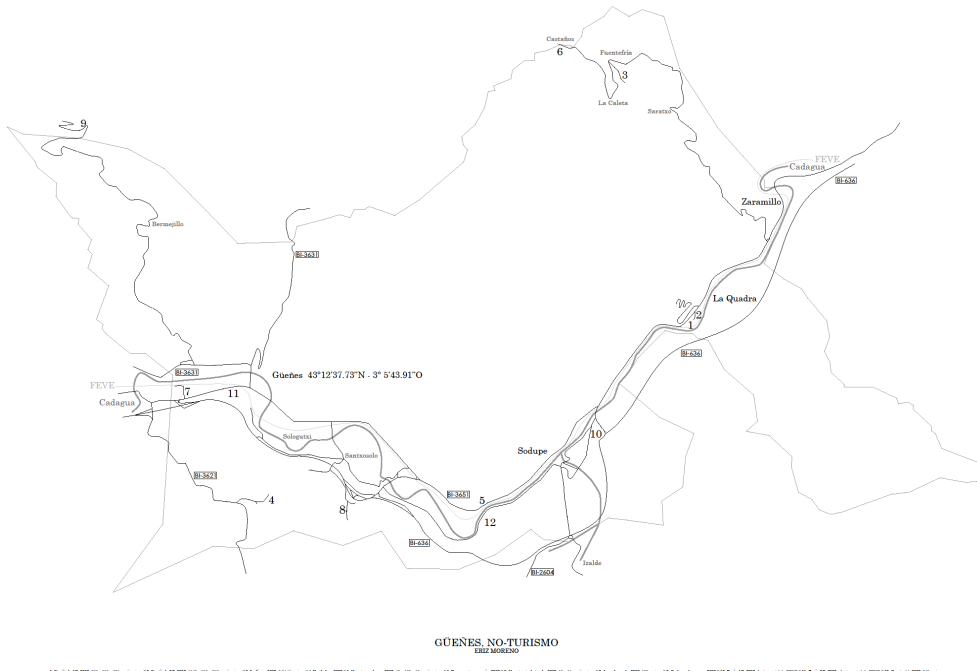 Castaños
6
Fuentefría
3
La Caleta
Saratxo
9
FEVE
Cadagua
BI-636
Zaramillo
Bermejillo
BI-3631
La Quadra
2
1
BI-636
BI-3631
Güeñes 43°12'37.73"N - 3° 5'43.91"O
FEVE
7
11
Cadagua
Sologutxi
10
Sodupe
Santxosolo
BI-3621
BI-3651
4
5
8
12
BI-636
Izalde
BI-2604
GÜEÑES, NO-TURISMO
ERIZ MORENO